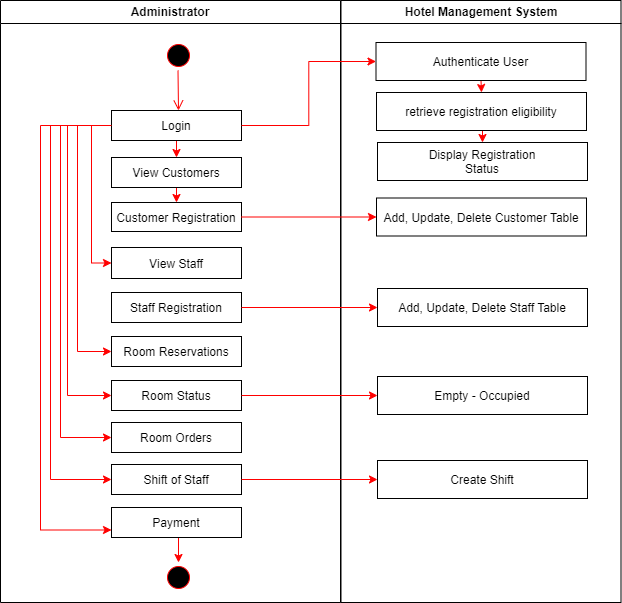 Administrator
Hotel Management System
Authenticate User
retrieve registration eligibility
Login
Display Registration
Status
View Customers
Customer Registration
Add, Update, Delete Customer Table
View Staff
Staff Registration
Add, Update, Delete Staff Table
Room Reservations
Room Status
Empty - Occupied
Room Orders
Shift of Staff
Create Shift
Payment